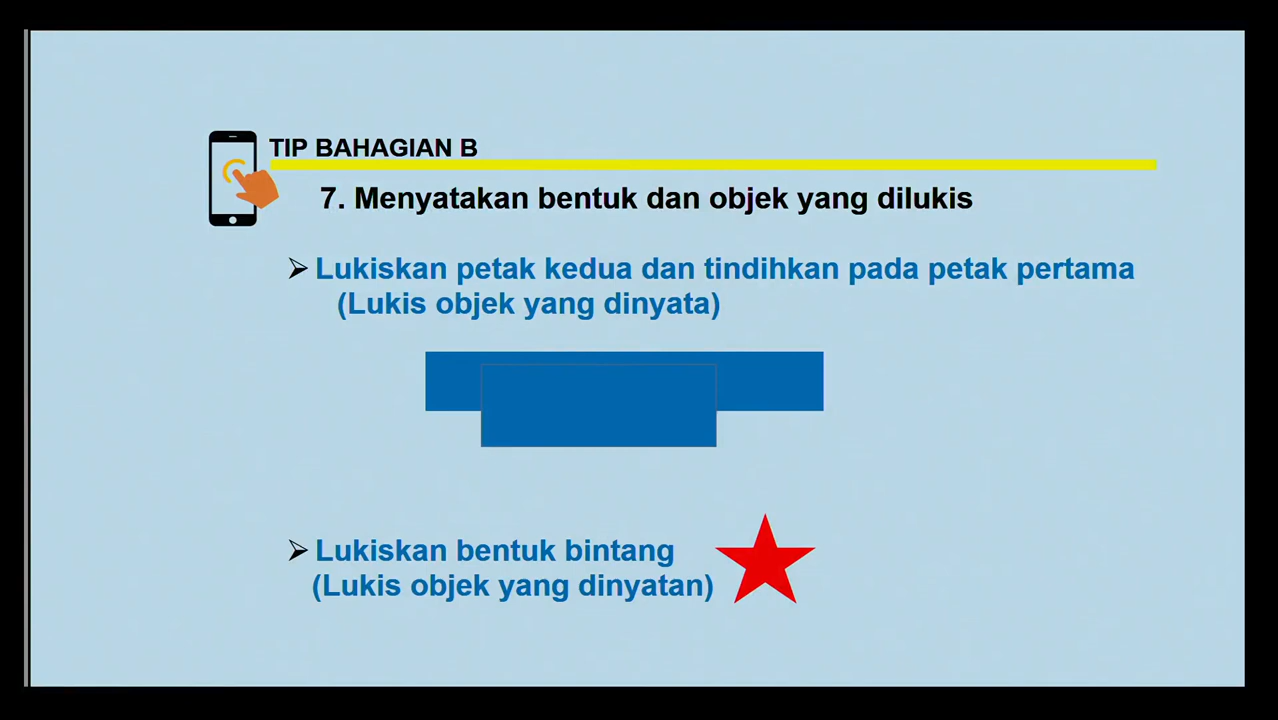 TIP BAHAGIAN B
7. Menyatakan bentuk dan objek yang dilukis
Lukiskan petak kedua dan tindihkan pada petak pertama
(Lukis objek yang dinyata)
Lukiskan bentuk bintang
(Lukis objek yang dinyatan)